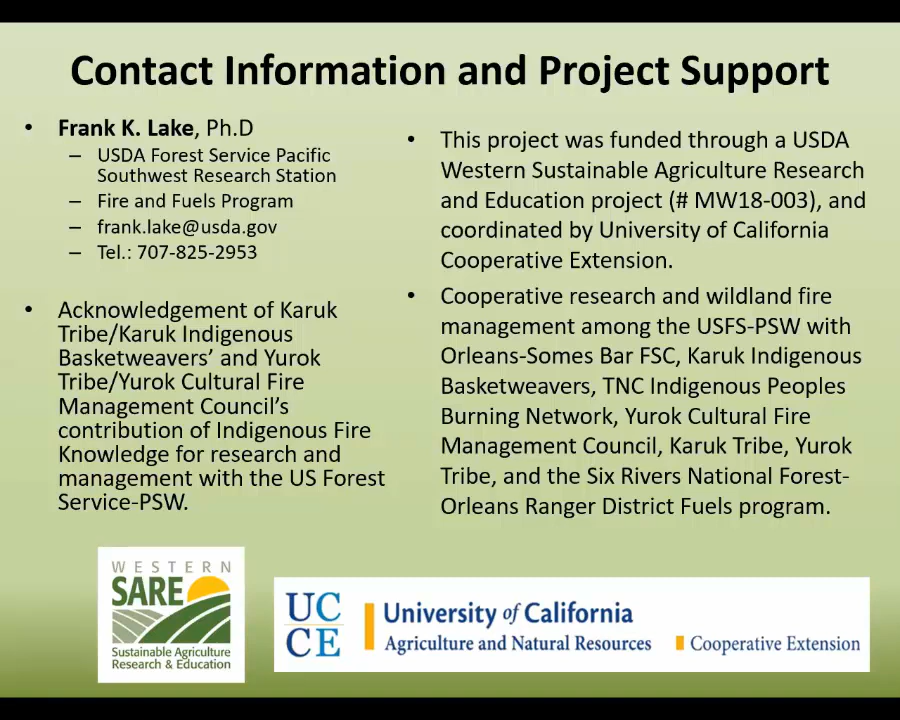 Contact Information and Project Support
• Frank K. Lake, Ph.D
– USDA Forest Service Pacific
Southwest Research Station
– Fire and Fuels Program
– frank.lake@usda.gov
– Tel.: 707-825-2953
• Acknowledgement of Karuk
Tribe/Karuk Indigenous
Basketweavers’ and Yurok
Tribe/Yurok Cultural Fire
Management Council’s
contribution of Indigenous Fire
Knowledge for research and
management with the US Forest
Service-PSW.
• This project was funded through a USDA
Western Sustainable Agriculture Research
and Education project (# MW18-003), and
coordinated by University of California
Cooperative Extension.
• Cooperative research and wildland fire
management among the USFS-PSW with
Orleans-Somes Bar FSC, Karuk Indigenous
Basketweavers, TNC Indigenous Peoples
Burning Network, Yurok Cultural Fire
Management Council, Karuk Tribe, Yurok
Tribe, and the Six Rivers National Forest-
Orleans Ranger District Fuels program.
WESTERN
SARE
Sustainable Agriculture
Research & Education
UC
CE
University of California
Agriculture and Natural Resources
Cooperative Extension